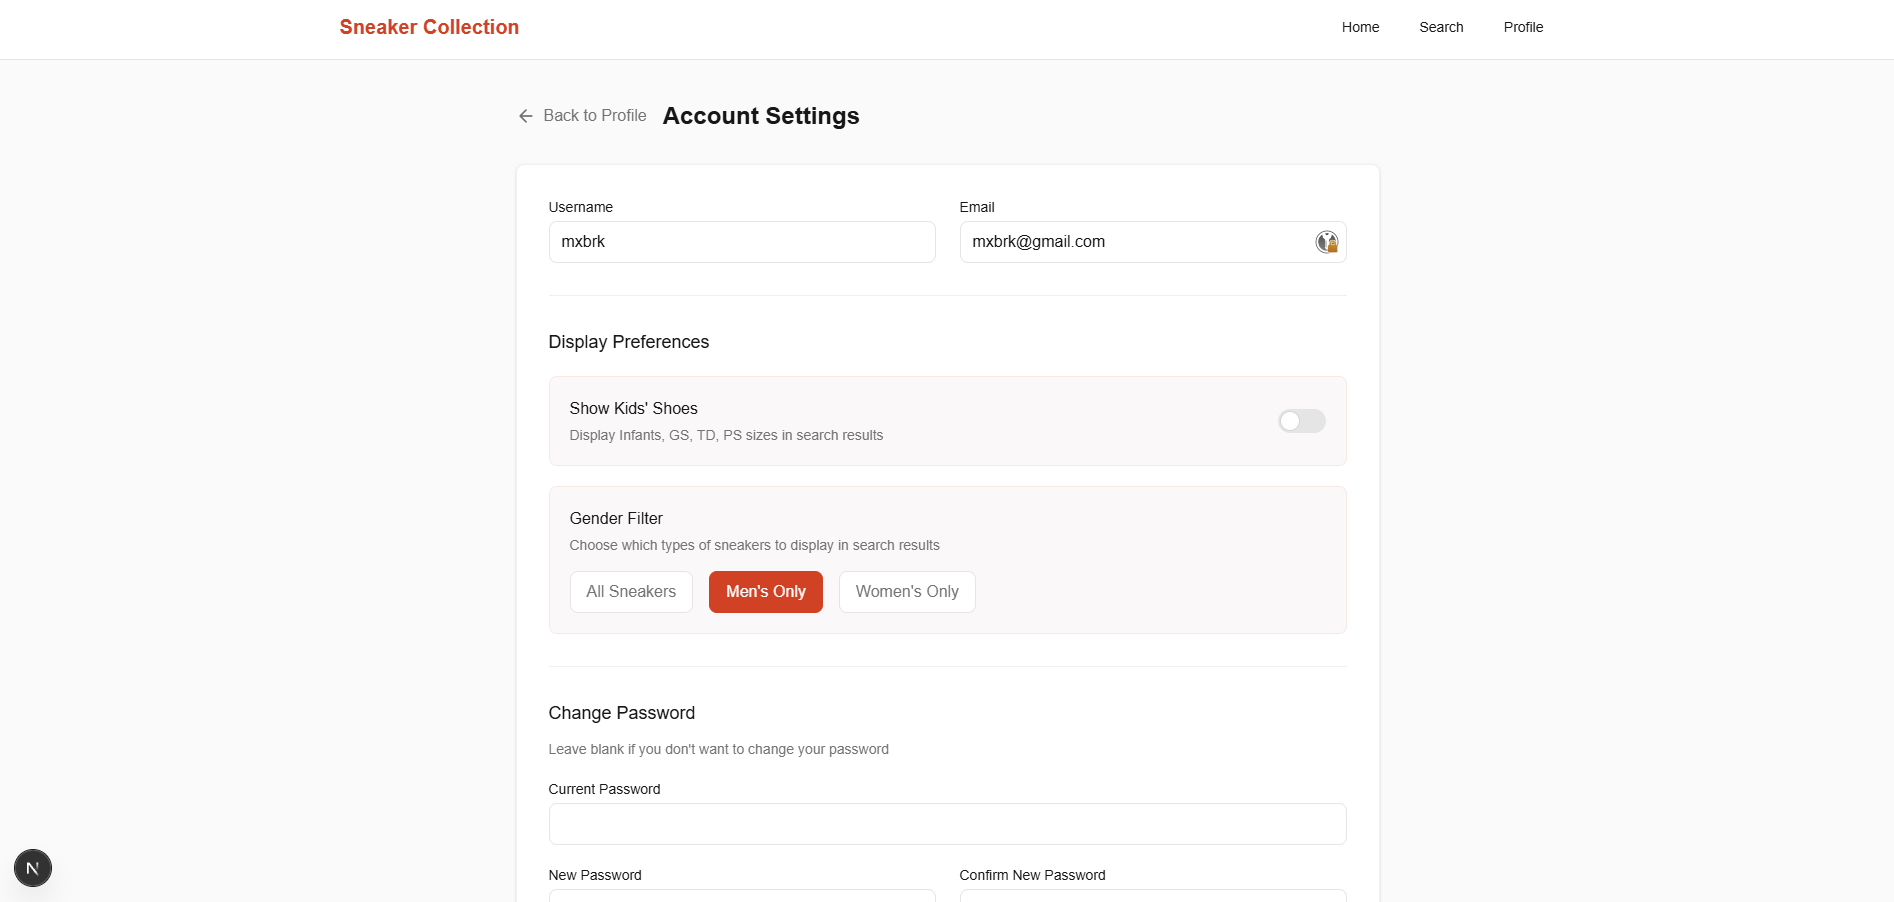 Sneaker Collection
Home
Search
Profile
Back to Profile
Account Settings
Username
Email
mxbrk
mxbrk@gmail.com
Display Preferences
Show Kids' Shoes
Display Infants, GS, TD, PS sizes in search results
Gender Filter
Choose which types of sneakers to display in search results
All Sneakers
Men's Only
Women's Only
Change Password
Leave blank if you don't want to change your password
Current Password
New Password
Confirm New Password
N